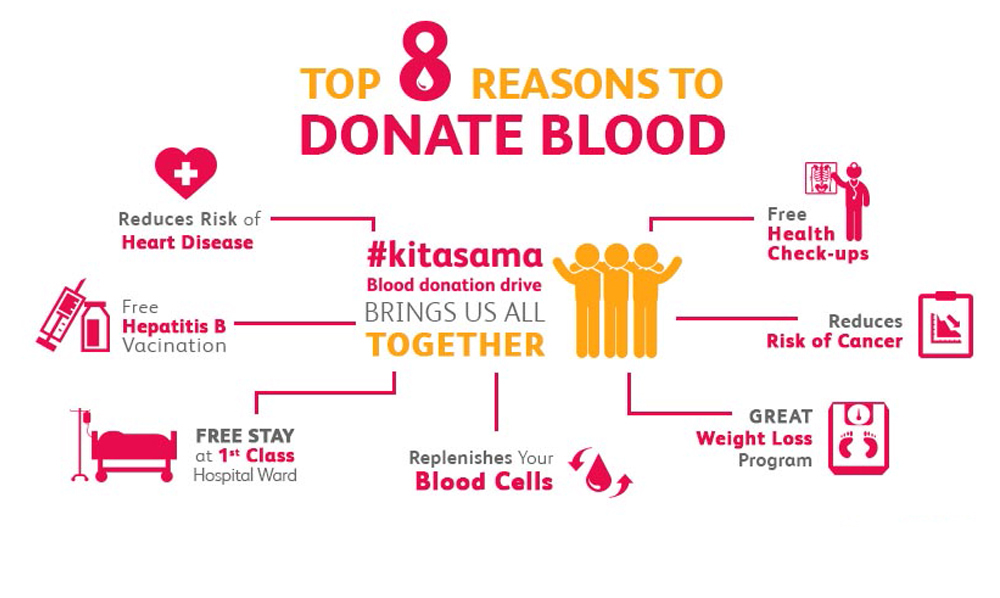 TOP 8 REASONS TO
DONATE BLOOD
Reduces Risk of
Heart Disease
Free
Health
Check-ups
#kitasama
Blood donation drive
BRINGS US ALL
TOGETHER
Free
Hepatitis B
Vacination
Reduces
Risk of Cancer
FREE STAY
at 1st Class
Hospital Ward
Replenishes Your
Blood Cells
GREAT
Weight Loss
Program